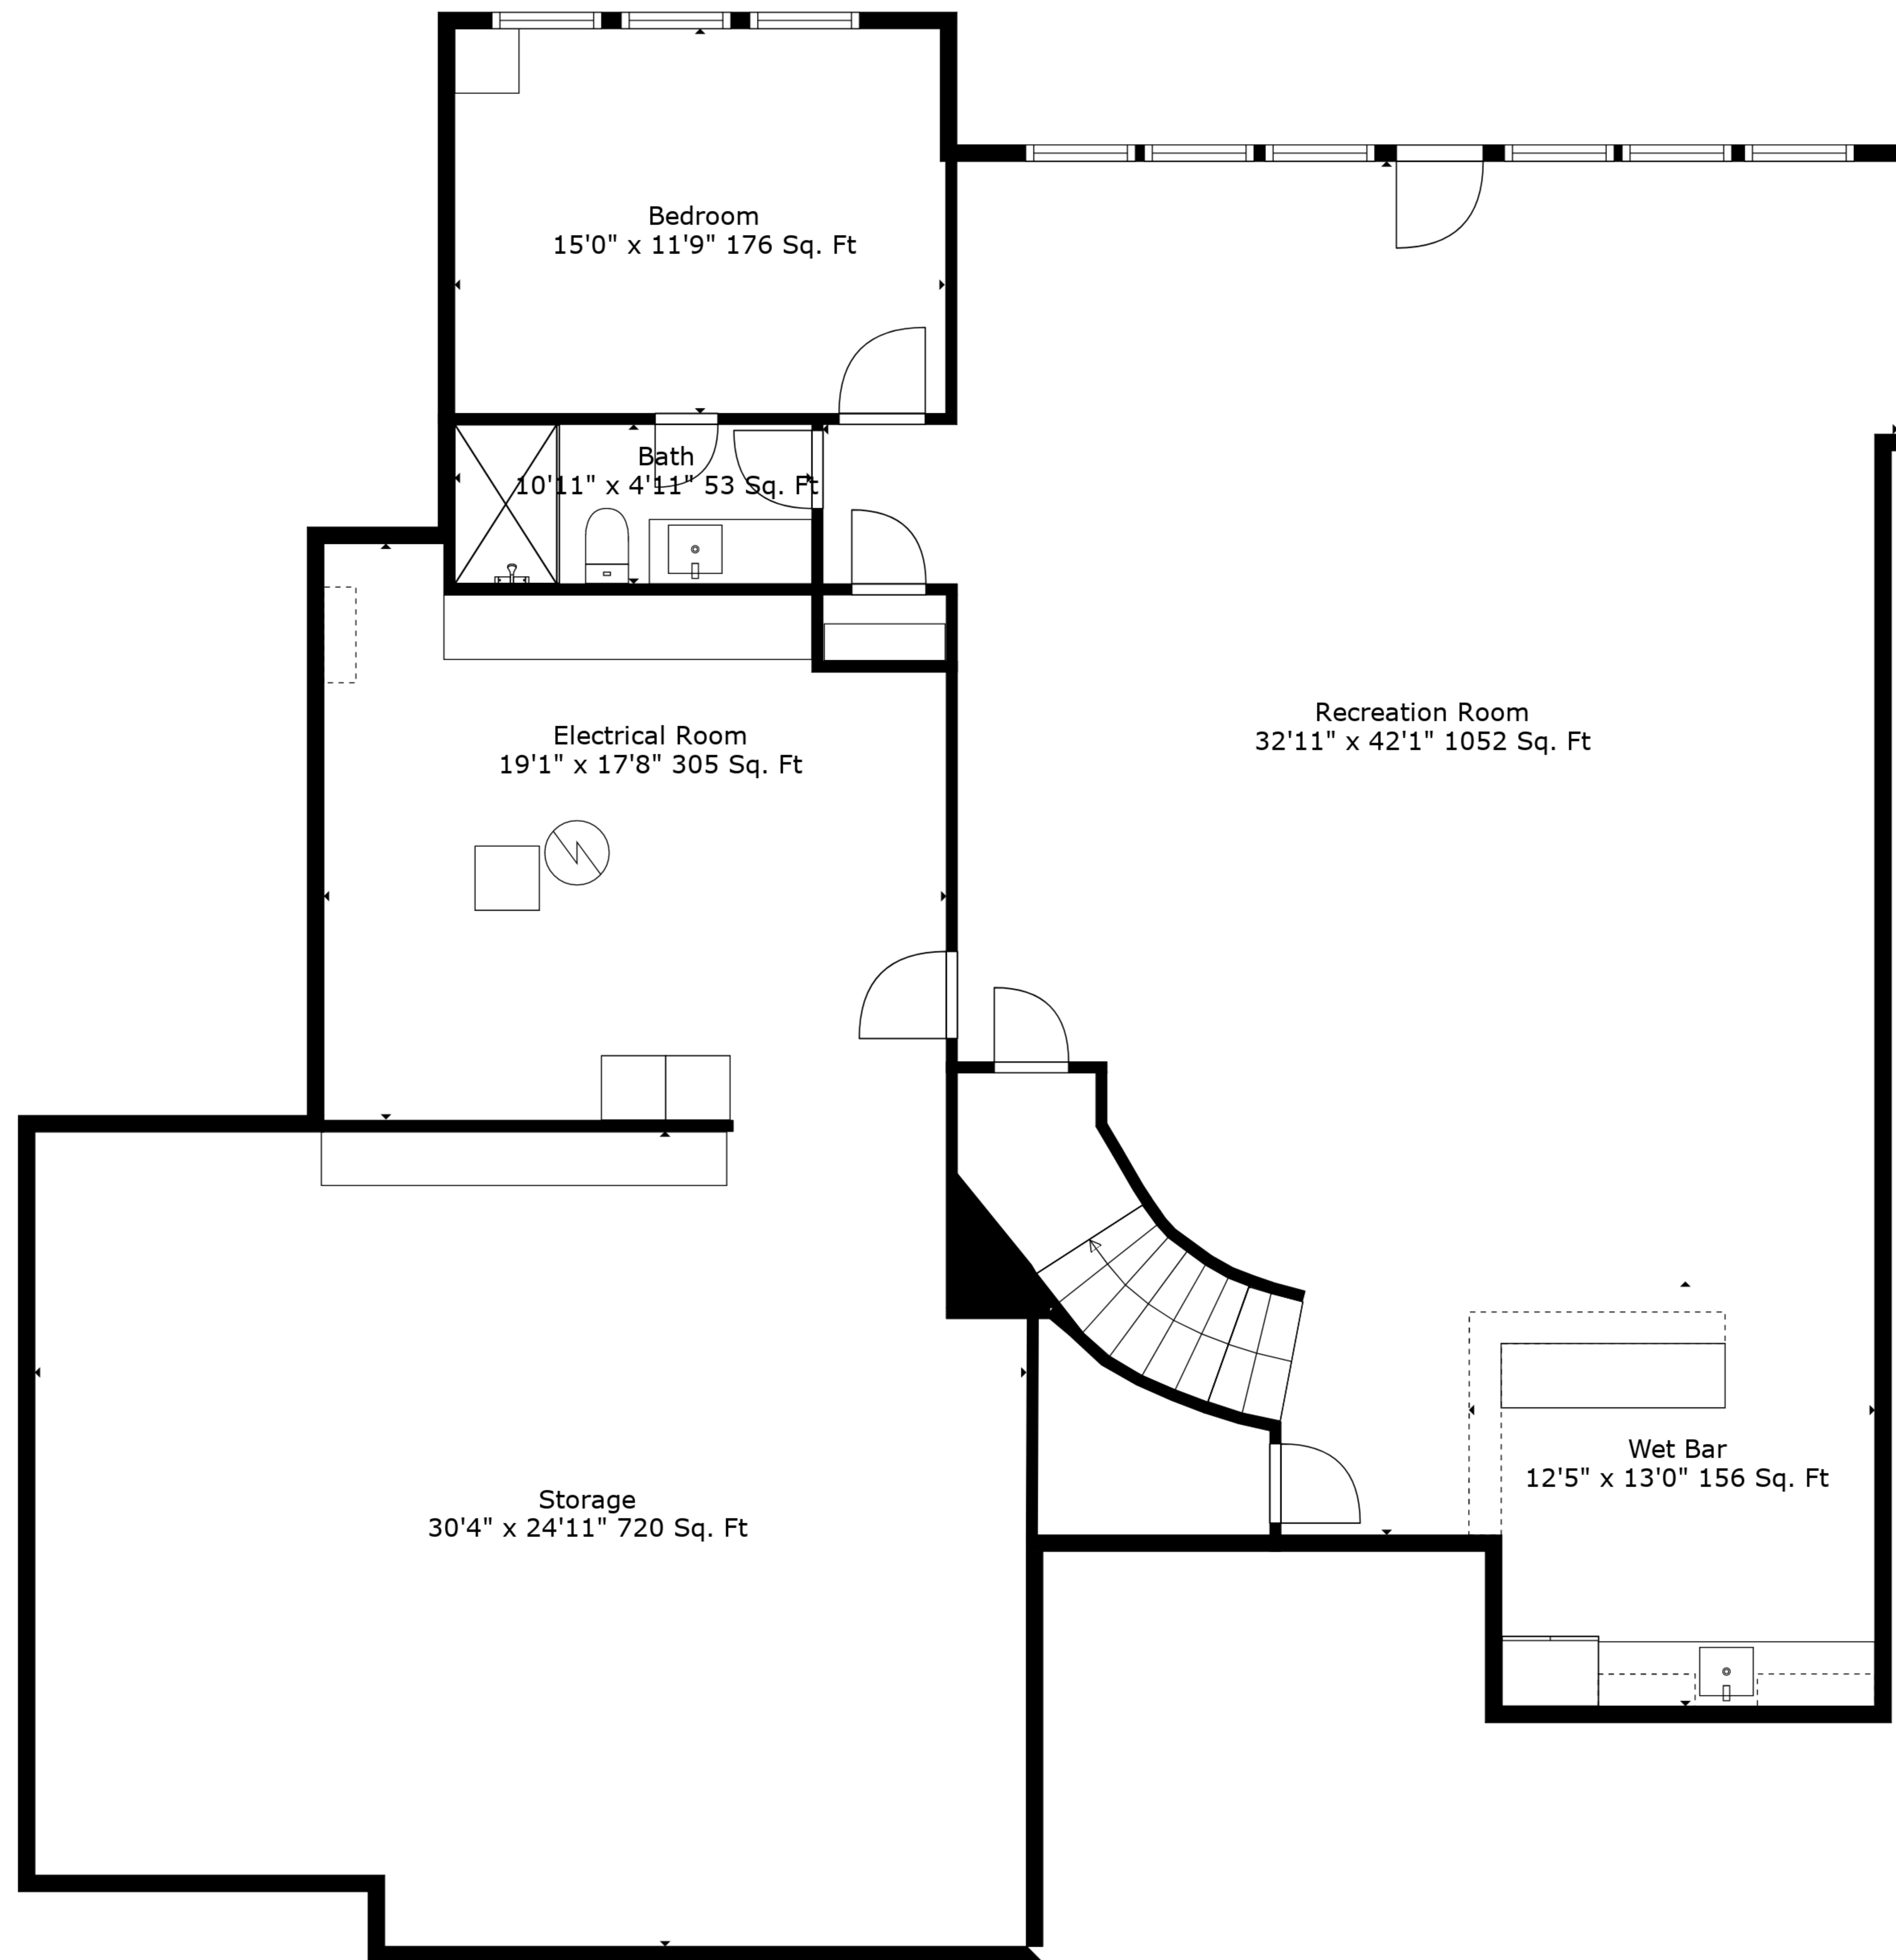 Bedroom
15'0" x 11'9" 176 Sq. Ft
Bath
10'11" x 4'11" 53 Sq. Ft
Recreation Room
32'11" x 42'1" 1052 Sq. Ft
Electrical Room
19'1" x 17'8" 305 Sq. Ft
Wet Bar
12'5" x 13'0" 156 Sq. Ft
Storage
30'4" x 24'11" 720 Sq. Ft